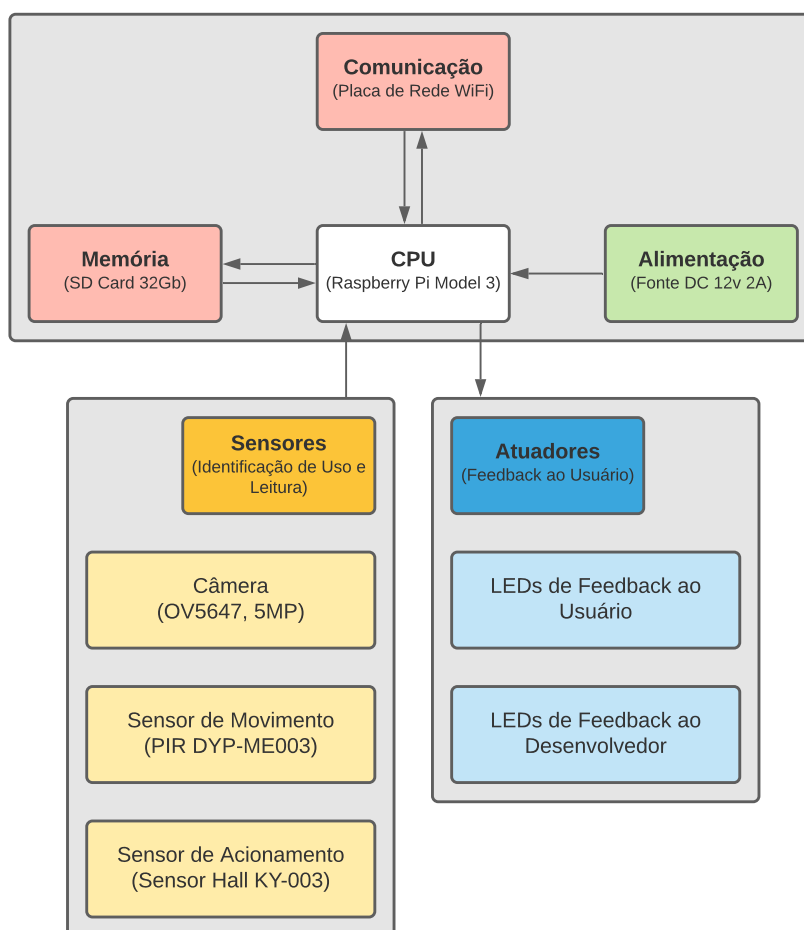 Comunicação
(Placa de Rede WiFi)
Memória
(SD Card 32Gb)
CPU
(Raspberry Pi Model 3)
Alimentação
(Fonte DC 12v 2A)
Sensores
(Identificação de Uso e
Leitura)
Câmera
(OV5647, 5MP)
Sensor de Movimento
(PIR DYP-ME003)
Sensor de Acionamento
(Sensor Hall KY-003)
Atuadores
(Feedback ao Usuário)
LEDs de Feedback ao
Usuário
LEDs de Feedback ao
Desenvolvedor